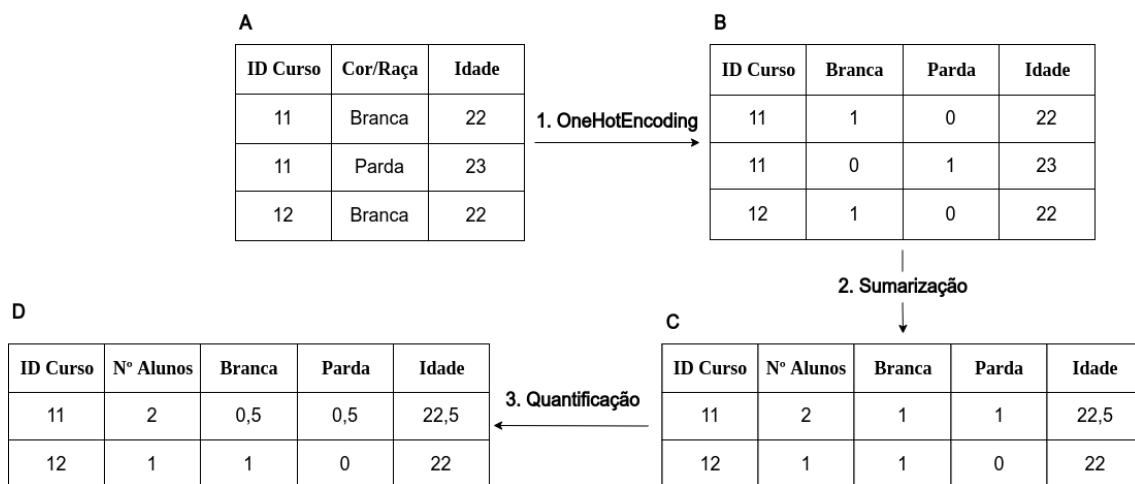 A
ID Curso Cor/Raça Idade
11 Branca 22
11 Parda 23
12 Branca 22
1. OneHotEncoding
B
ID Curso Branca Parda Idade
11 1 0 22
11 0 1 23
12 1 0 22
2. Sumarização
C
ID Curso Nº Alunos Branca Parda Idade
11 2 1 1 22,5
12 1 1 0 22
3. Quantificação
D
ID Curso Nº Alunos Branca Parda Idade
11 2 0,5 0,5 22,5
12 1 1 0 22